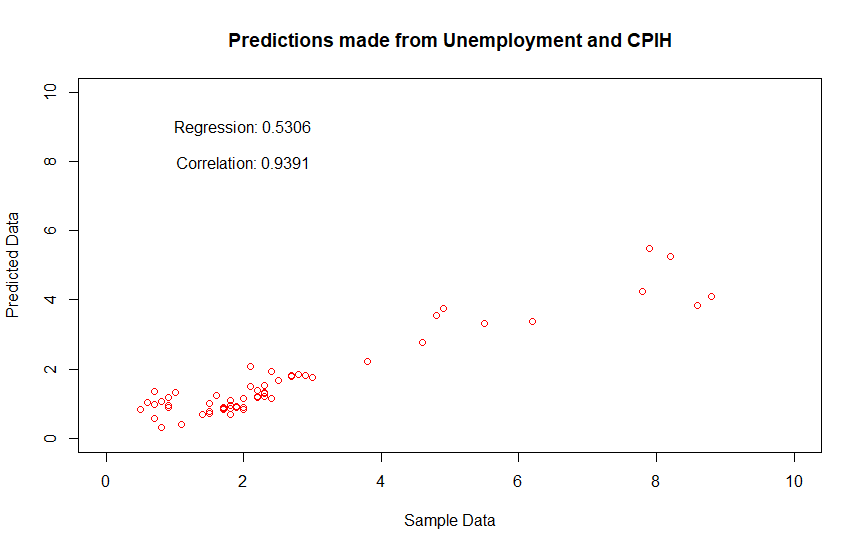 Predictions made from Unemployment and CPIH
Regression: 0.5306
Correlation: 0.9391
Predicted Data
10
8
6
4
2
0
0 2 4 6 8 10
Sample Data